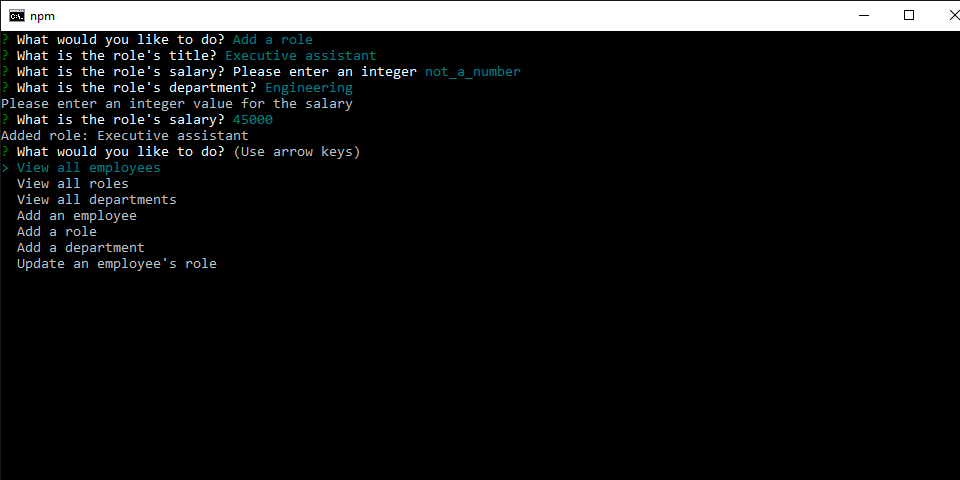 npm
? What would you like to do? Add a role
? What is the role's title? Executive assistant
? What is the role's salary? Please enter an integer not_a_number
? What is the role's department? Engineering
Please enter an integer value for the salary
? What is the role's salary? 45000
Added role: Executive assistant
? What would you like to do? (Use arrow keys)
> View all employees
View all roles
View all departments
Add an employee
Add a role
Add a department
Update an employee's role